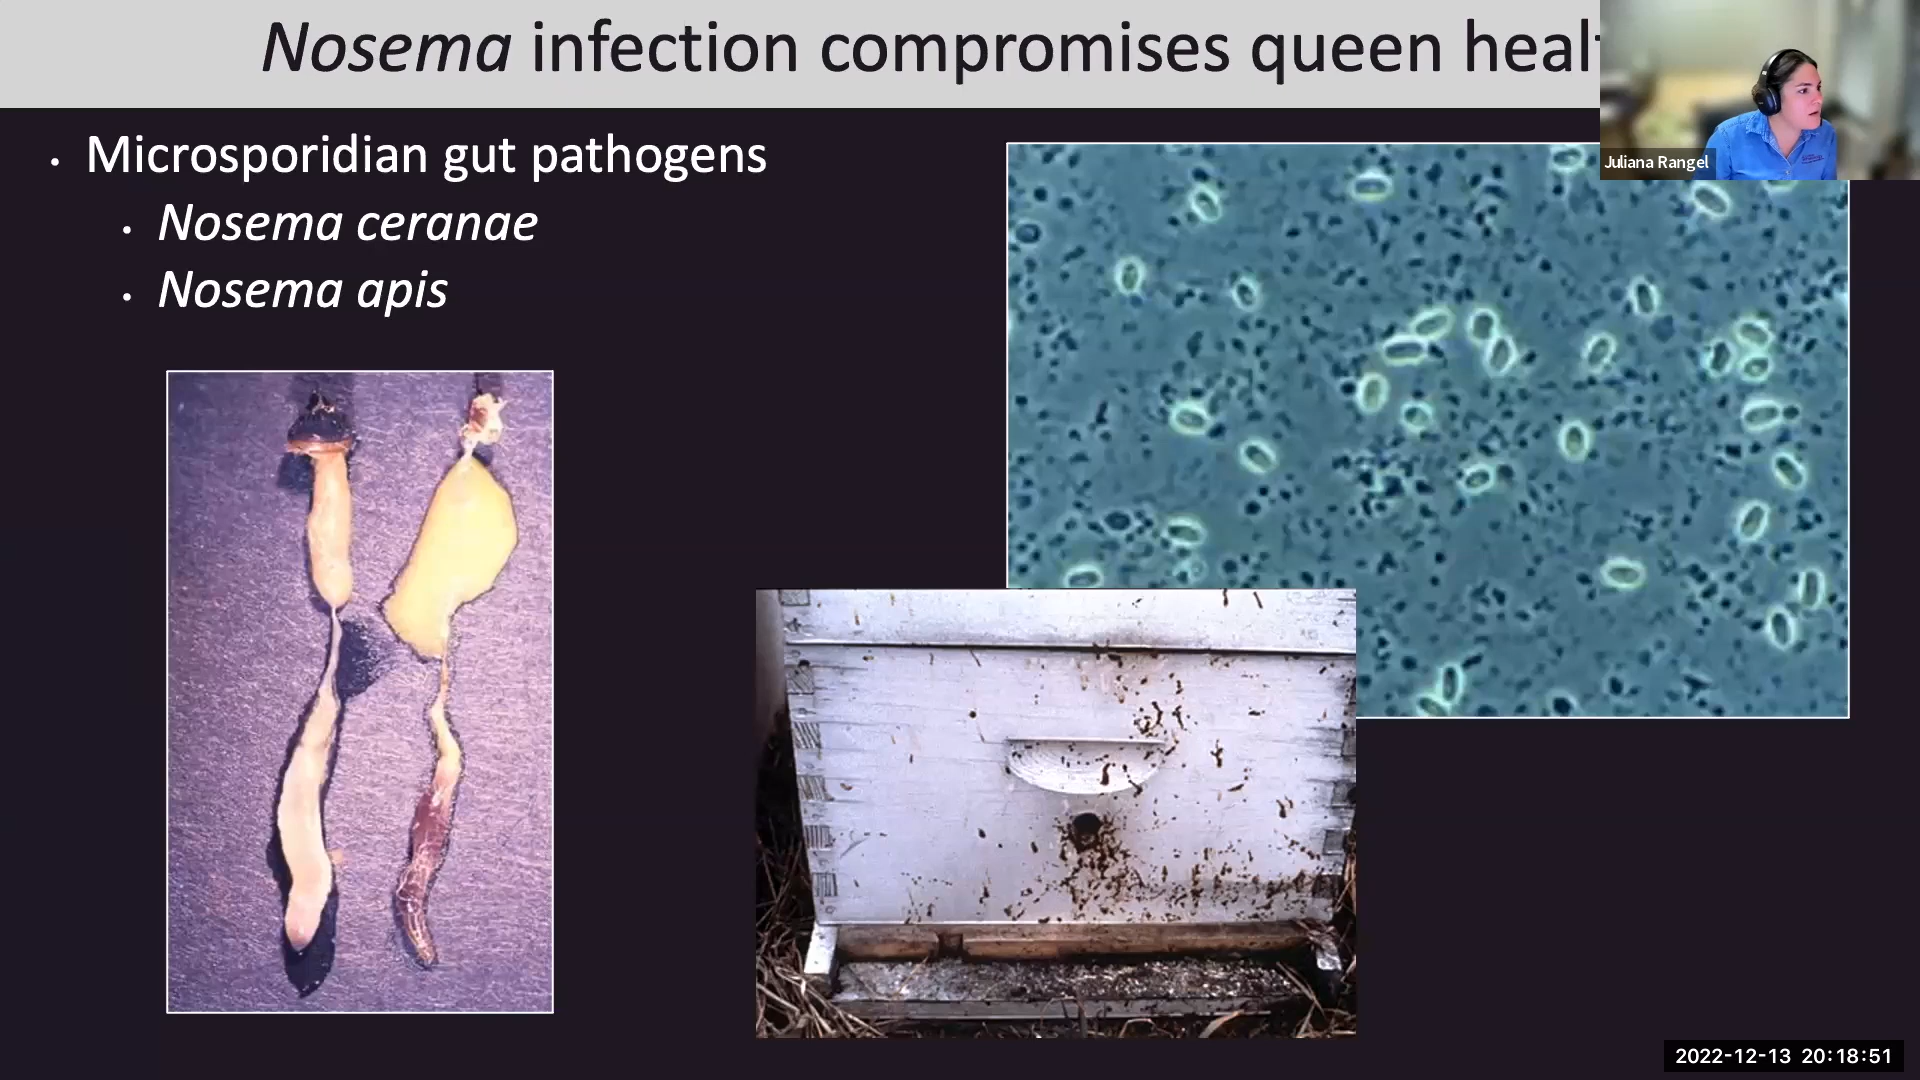 Nosema infection compromises queen healt
Juliana Rangel
• Microsporidian gut pathogens
• Nosema ceranae
• Nosema apis
2022-12-13 20:18:51